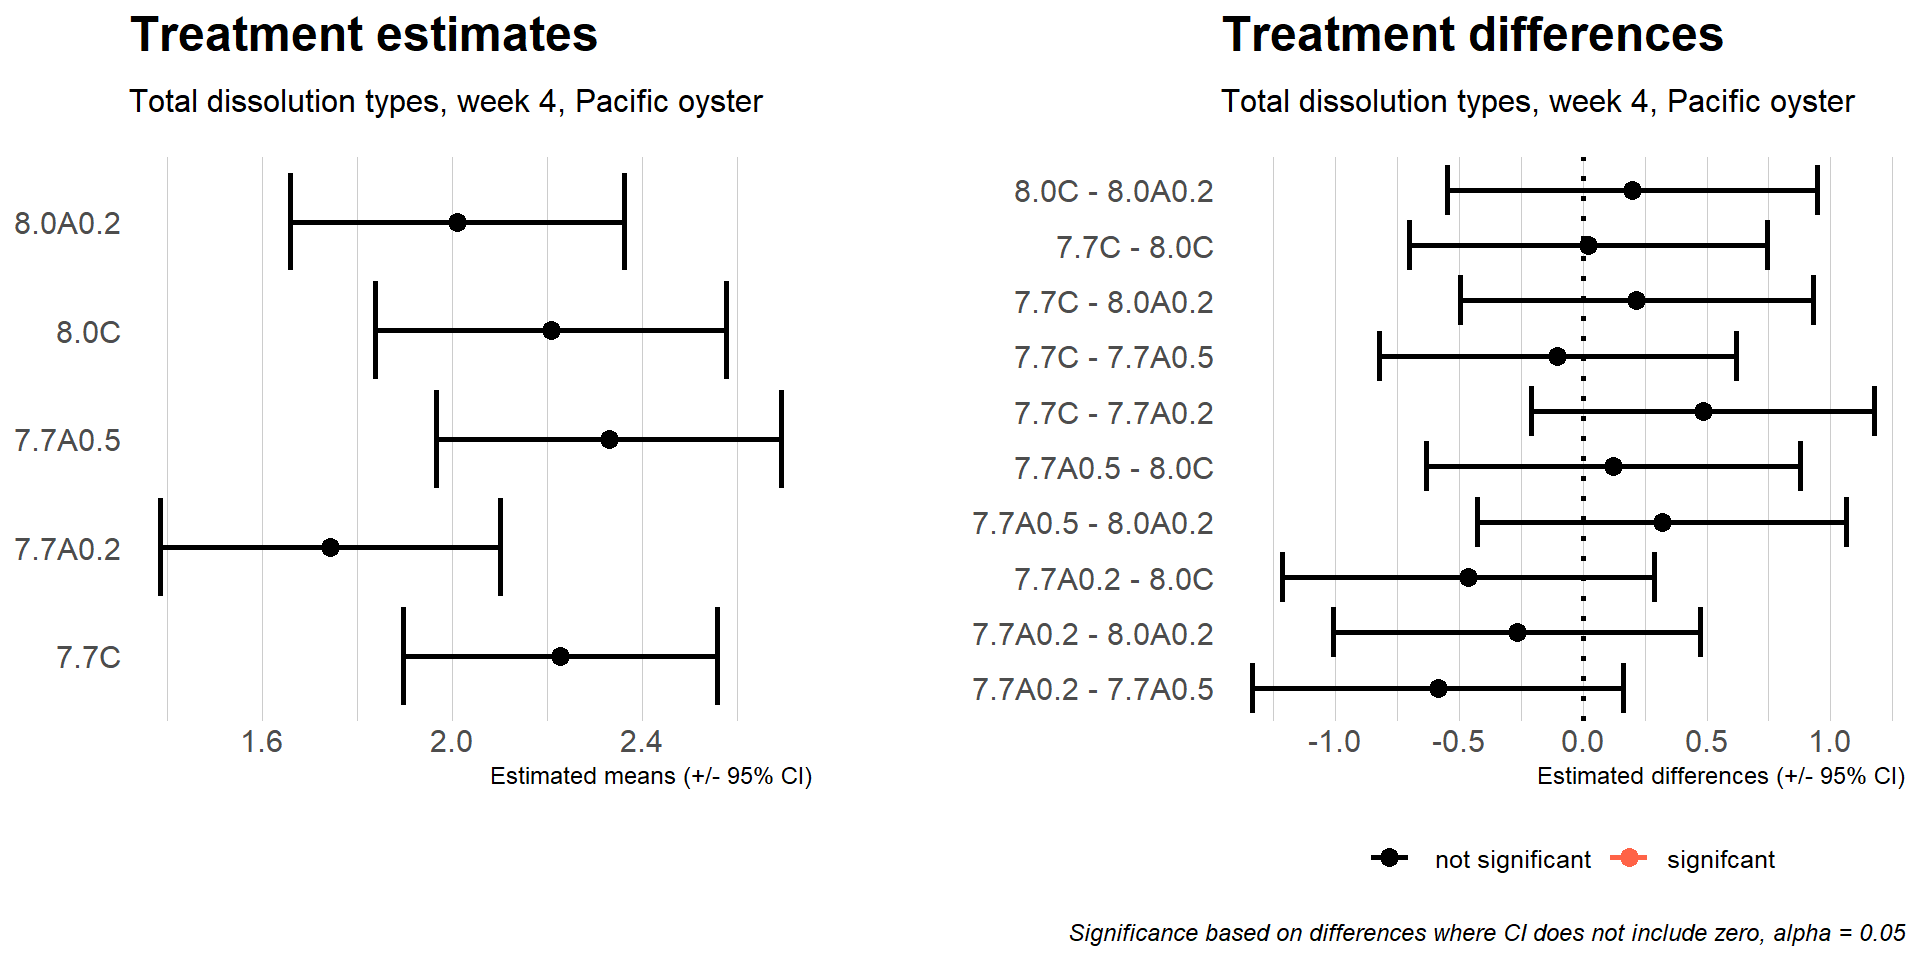 Treatment estimates
Total dissolution types, week 4, Pacific oyster
8.0A0.2
8.0C
7.7A0.5
7.7A0.2
7.7C
1.6 2.0 2.4
Estimated means (+/- 95% CI)
Treatment differences
Total dissolution types, week 4, Pacific oyster
8.0C - 8.0A0.2
7.7C - 8.0C
7.7C - 8.0A0.2
7.7C - 7.7A0.5
7.7C - 7.7A0.2
7.7A0.5 - 8.0C
7.7A0.5 - 8.0A0.2
7.7A0.2 - 8.0C
7.7A0.2 - 8.0A0.2
7.7A0.2 - 7.7A0.5
-1.0 -0.5 0.0 0.5 1.0
Estimated differences (+/- 95% CI)
not significant signifcant
Significance based on differences where CI does not include zero, alpha = 0.05